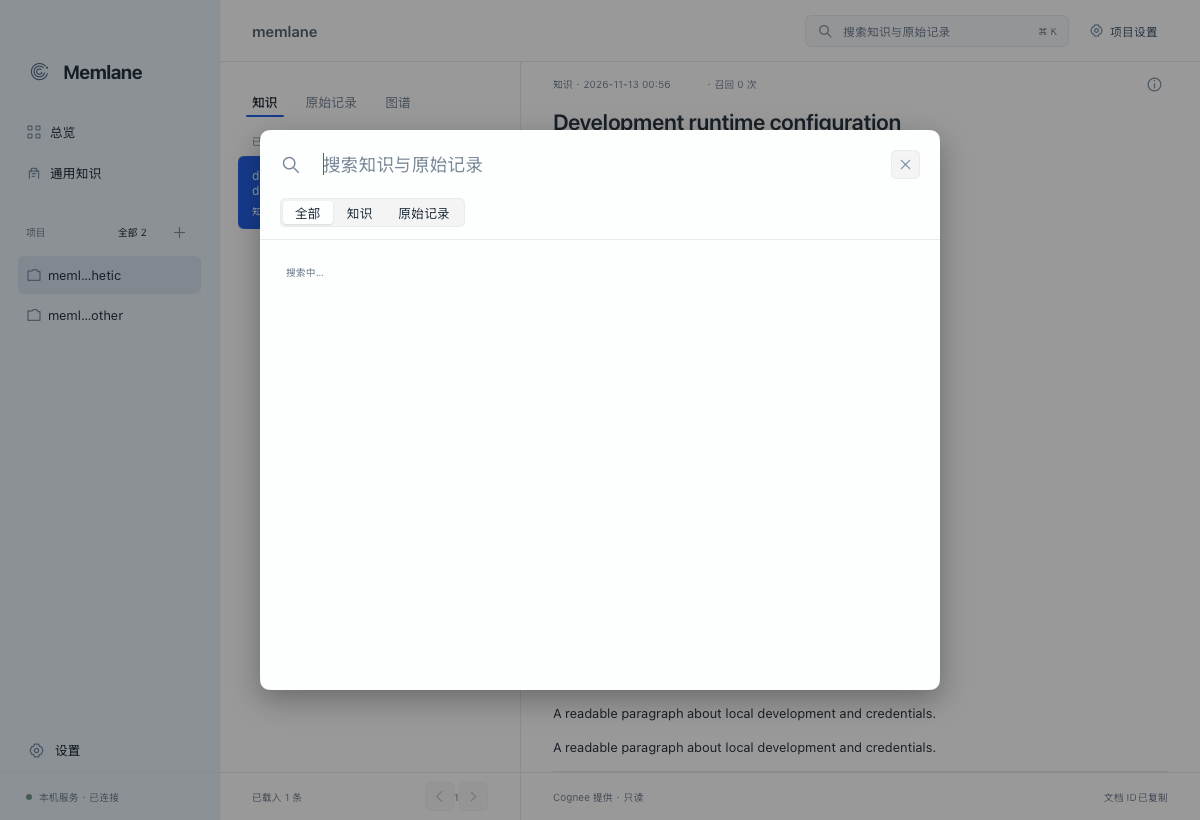 memlane
搜索知识与原始记录
⌘ K
项目设置
Memlane
总览
通用知识
项目
全部 2
meml...hetic
meml...other
设置
本机服务 · 已连接
知识
原始记录
图谱
知识 · 2026-11-13 00:56
· 召回 0 次
Development runtime configuration
搜索知识与原始记录
全部
知识
原始记录
搜索中...
A readable paragraph about local development and credentials.
A readable paragraph about local development and credentials.
已载入 1 条
1
Cognee 提供 · 只读
文档 ID已复制